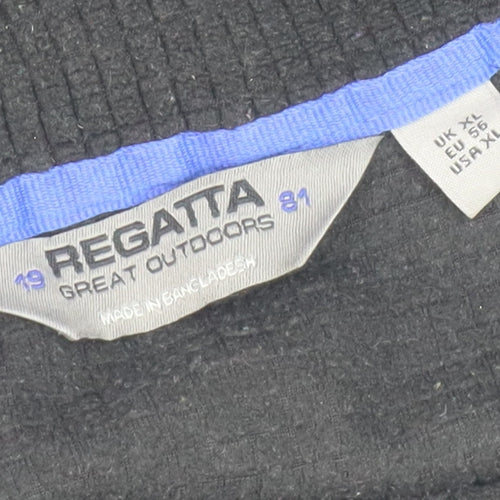 19 REGATTA 81
GREAT OUTDOORS
MADE IN BANGLADESH
UK XL
EU 56
USA XL